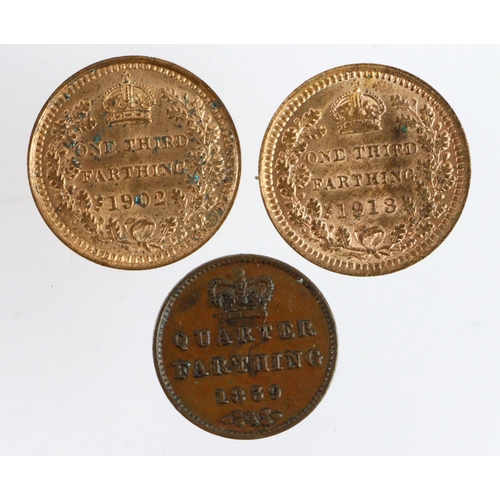 ONE THIRD
FARTHING
1902
ONE THIRD
FARTHING
1913
QUARTER
FARTHING
1839